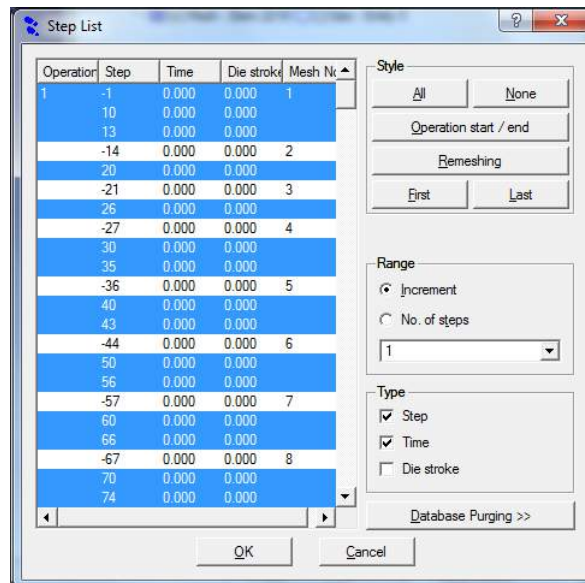 Step List
Operation Step Time Die stroke Mesh No
1 -1 0.000 0.000 1
10 0.000 0.000
13 0.000 0.000
-14 0.000 0.000 2
20 0.000 0.000
-21 0.000 0.000 3
26 0.000 0.000
-27 0.000 0.000 4
30 0.000 0.000
35 0.000 0.000
-36 0.000 0.000 5
40 0.000 0.000
43 0.000 0.000
-44 0.000 0.000 6
50 0.000 0.000
56 0.000 0.000
-57 0.000 0.000 7
60 0.000 0.000
66 0.000 0.000
-67 0.000 0.000 8
70 0.000 0.000
74 0.000 0.000
Style
All None
Operation start / end
Remeshing
First Last
Range
Increment
No. of steps
1
Type
Step
Time
Die stroke
Database Purging >>
OK Cancel